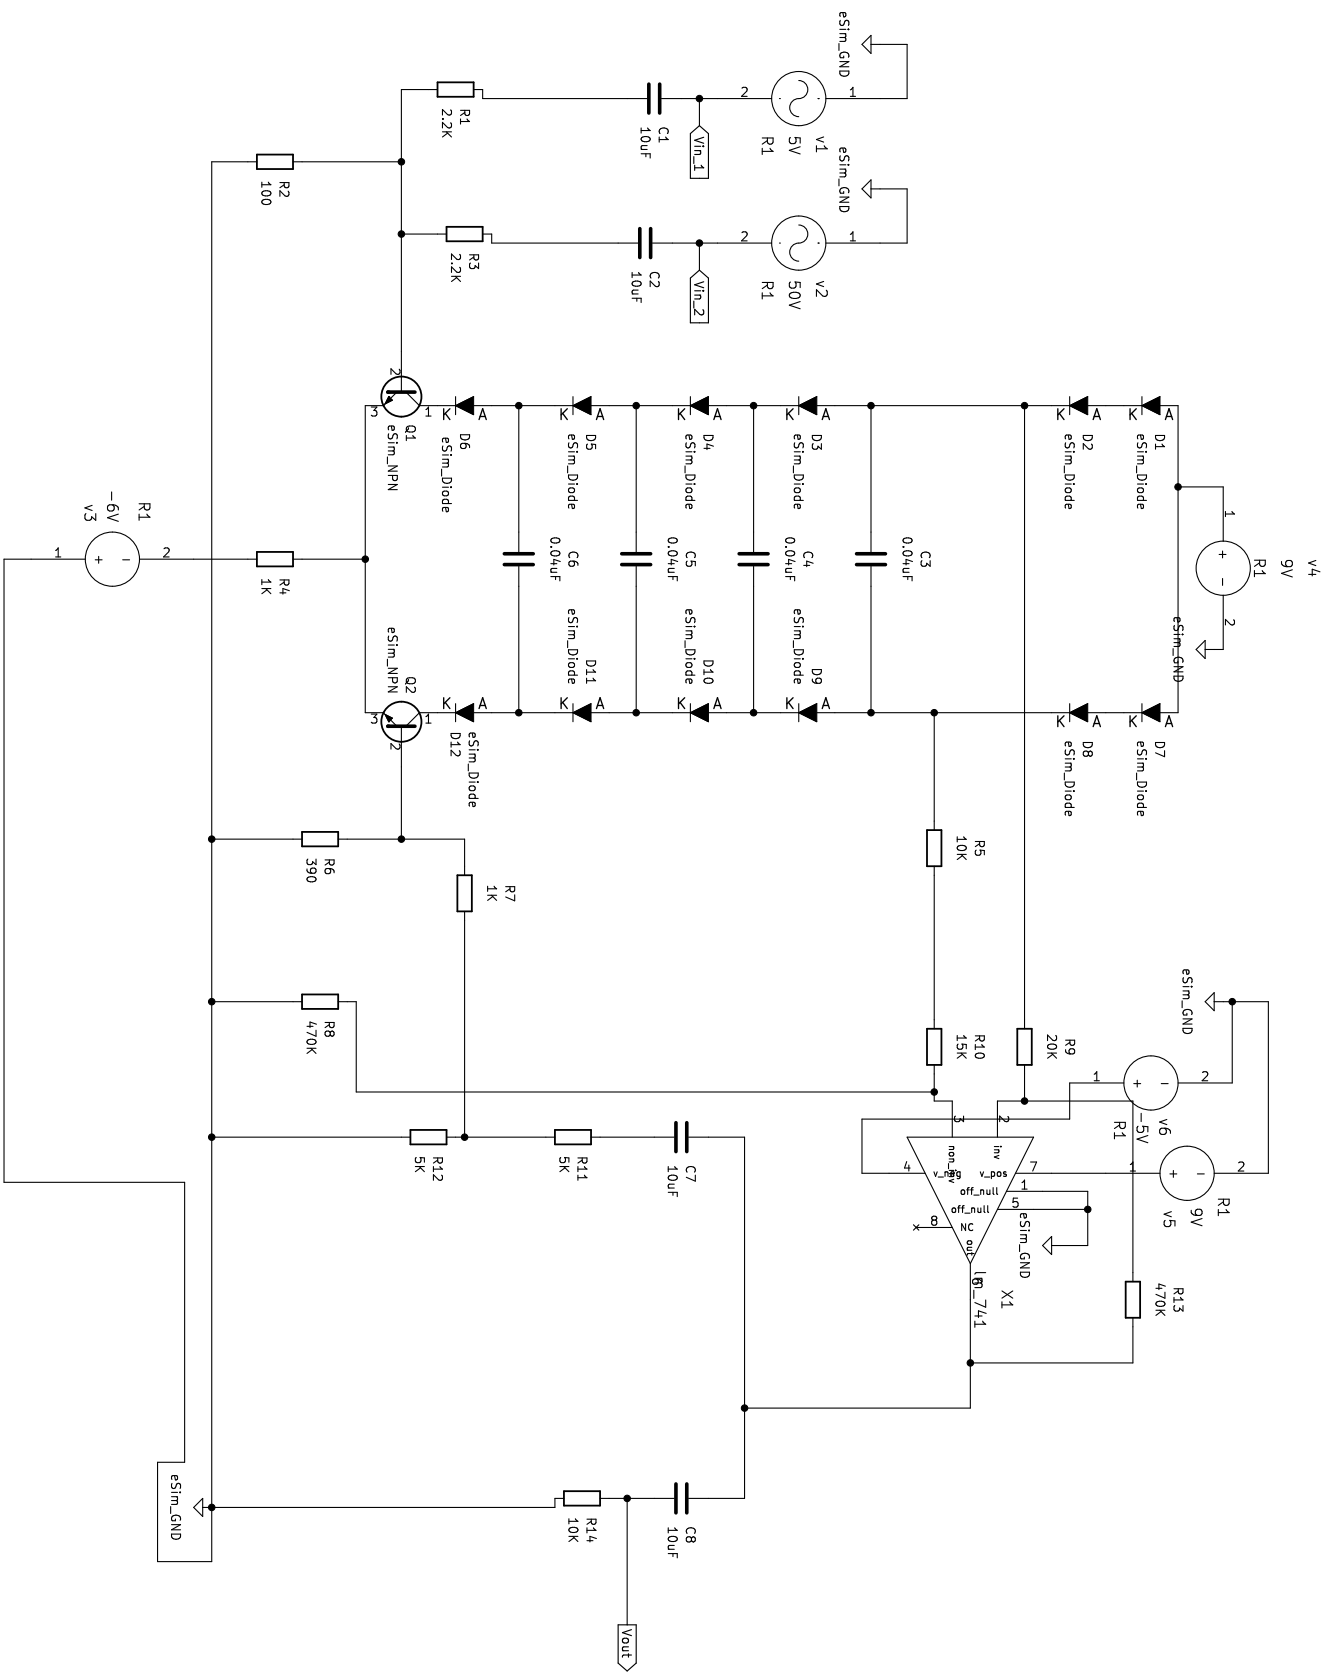 eSim_GND
1
2
v1
5V
R1
C1
10uF
Vin_1
R1
2.2K
R2
100
eSim_GND
1
2
v2
50V
R1
C2
10uF
Vin_2
R3
2.2K
v4
9V
R1
1
+
−
2
eSim_GND
D1
eSim_Diode
A
K
D2
eSim_Diode
A
K
D3
eSim_Diode
A
K
D4
eSim_Diode
A
K
D5
eSim_Diode
A
K
D6
eSim_Diode
A
K
C3
0.04uF
C4
0.04uF
C5
0.04uF
C6
0.04uF
D7
eSim_Diode
A
K
D8
eSim_Diode
A
K
D9
eSim_Diode
A
K
D10
eSim_Diode
A
K
D11
eSim_Diode
A
K
D12
eSim_Diode
A
K
Q1
eSim_NPN
1
2
3
Q2
eSim_NPN
1
2
3
R4
1K
R1
−6V
v3
1
+
−
2
R6
390
R7
1K
R5
10K
R10
15K
R9
20K
R8
470K
eSim_GND
v6
−5V
R1
1
+
−
2
v5
9V
R1
1
+
−
2
X1
lm_741
inv
2
non_inv
3
v_neg
4
v_pos
7
off_null
1
off_null
5
NC
8
out
6
eSim_GND
R13
470K
R12
5K
R11
5K
C7
10uF
C8
10uF
R14
10K
Vout
eSim_GND